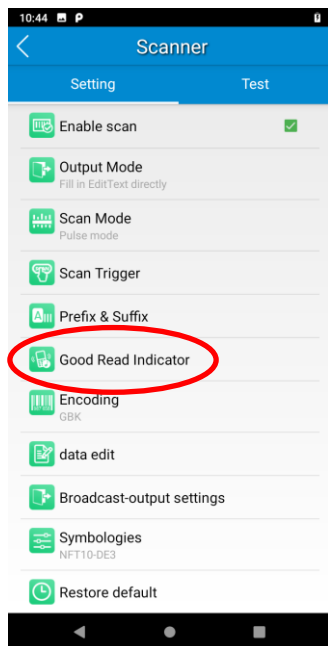 10:44 P
Scanner
Setting Test
Enable scan
Output Mode
Fill in EditText directly
Scan Mode
Pulse mode
Scan Trigger
Prefix & Suffix
Good Read Indicator
Encoding
GBK
data edit
Broadcast-output settings
Symbologies
NFT10-DE3
Restore default